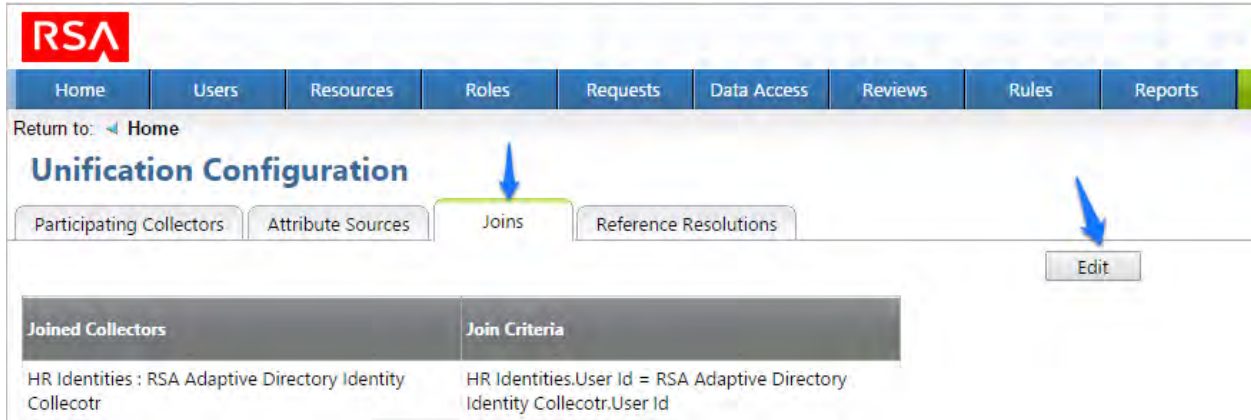 RSA
Home Users Resources Roles Requests Data Access Reviews Rules Reports
Return to: Home
Unification Configuration
Participating Collectors Attribute Sources Joins Reference Resolutions
Edit
Joined Collectors Join Criteria
HR Identities : RSA Adaptive Directory Identity
Collecotr
HR Identities.User Id = RSA Adaptive Directory
Identity Collecotr.User Id